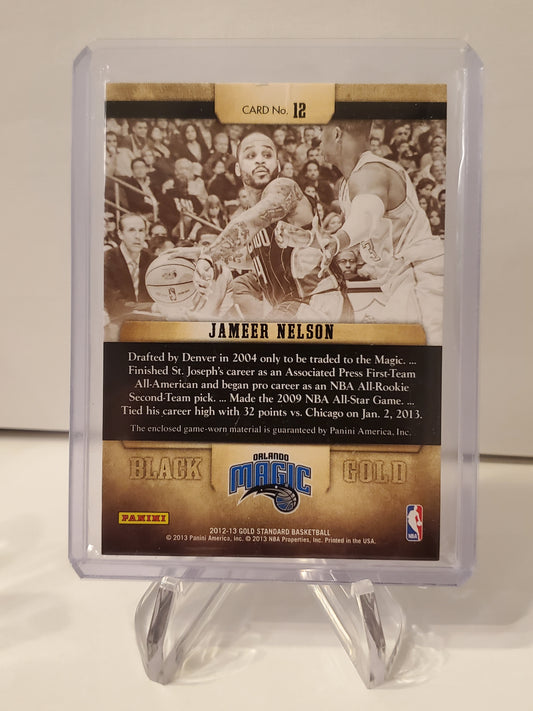 CARD No. 12
JAMEER NELSON
Drafted by Denver in 2004 only to be traded to the Magic. ...
Finished St. Joseph's career as an Associated Press First-Team
All-American and began pro career as an NBA All-Rookie
Second-Team pick. ... Made the 2009 NBA All-Star Game. ...
Tied his career high with 32 points vs. Chicago on Jan. 2, 2013.
The enclosed game-worn material is guaranteed by Panini America, Inc.
BLACK GOLD
ORLANDO
MAGIC
PANINI
NBA
2012-13 GOLD STANDARD BASKETBALL
© 2013 Panini America, Inc. © 2013 NBA Properties, Inc. Printed in the USA.